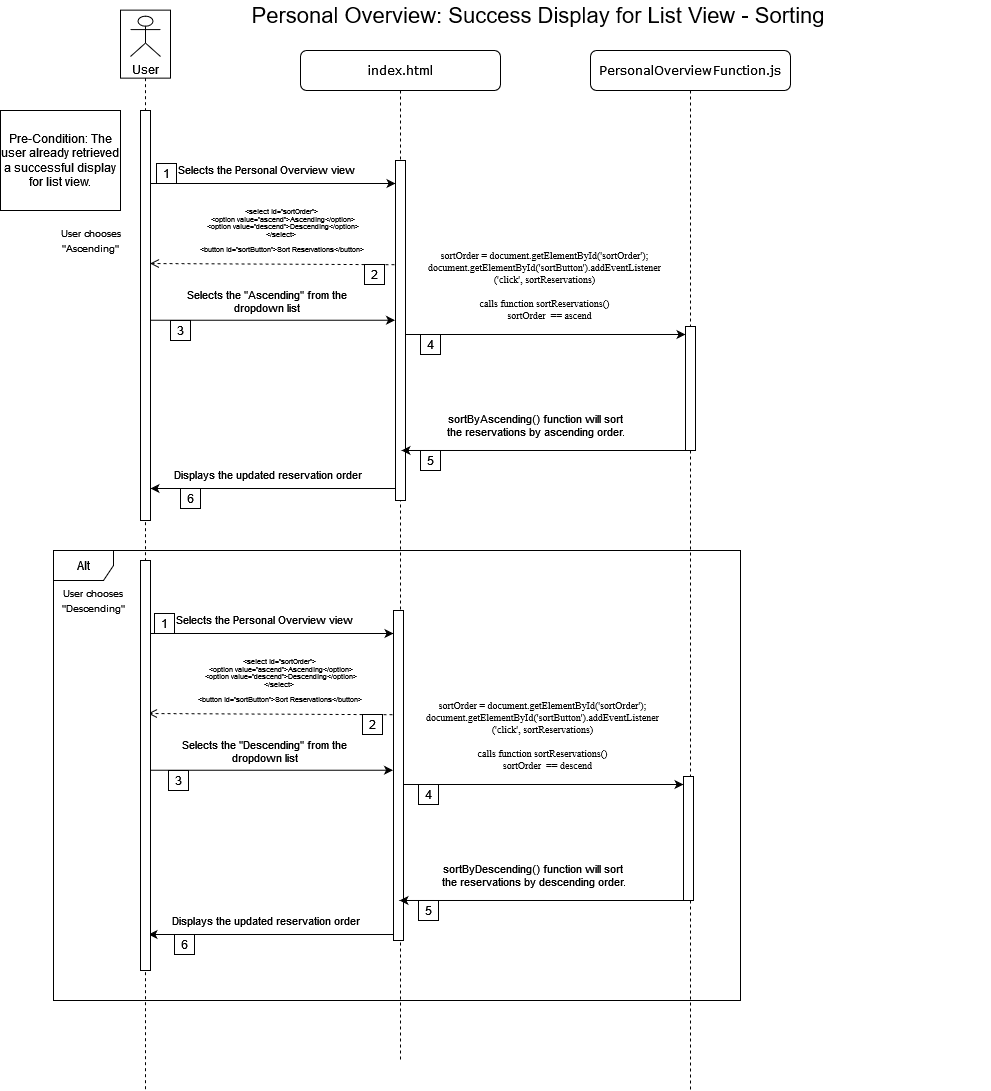 Personal Overview: Success Display for List View - Sorting
User
index.html
PersonalOverviewFunction.js
Pre-Condition: The
user already retrieved
a successful display
for list view.
1
Selects the Personal Overview view
<select id="sortOrder">
<option value="ascend">Ascending</option>
<option value="descend">Descending</option>
</select>
<button id="sortButton">Sort Reservations</button>
User chooses
"Ascending"
2
sortOrder = document.getElementById('sortOrder');
document.getElementById('sortButton').addEventListener
('click', sortReservations)
calls function sortReservations()
sortOrder == ascend
Selects the "Ascending" from the
dropdown list
3
4
sortByAscending() function will sort
the reservations by ascending order.
5
Displays the updated reservation order
6
Alt
User chooses
"Descending"
1
Selects the Personal Overview view
<select id="sortOrder">
<option value="ascend">Ascending</option>
<option value="descend">Descending</option>
</select>
<button id="sortButton">Sort Reservations</button>
2
sortOrder = document.getElementById('sortOrder');
document.getElementById('sortButton').addEventListener
('click', sortReservations)
calls function sortReservations()
sortOrder == descend
Selects the "Descending" from the
dropdown list
3
4
sortByDescending() function will sort
the reservations by descending order.
5
Displays the updated reservation order
6